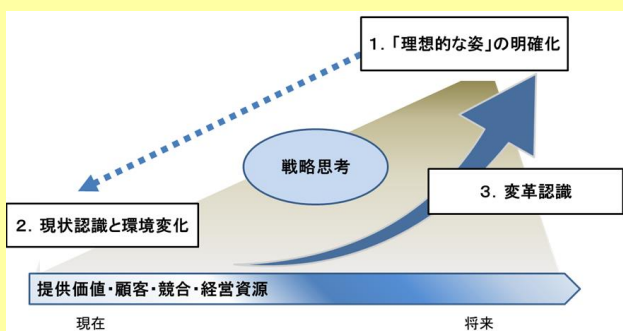 1．「理想的な姿」の明確化
戦略思考
3．変革認識
2．現状認識と環境変化
提供価値・顧客・競合・経営資源
現在
将来